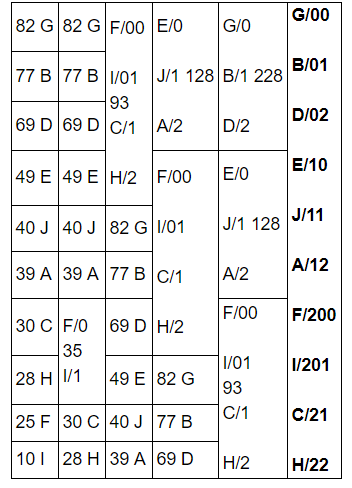 82 G 82 G F/00 E/0 G/0 G/00
77 B 77 B I/01 J/1 128 B/1 228 B/01
93
69 D 69 D C/1 A/2 D/2 D/02
49 E 49 E H/2 F/00 E/0 E/10
40 J 40 J 82 G I/01 J/1 128 J/11
39 A 39 A 77 B C/1 A/2 A/12
30 C F/0 69 D H/2 F/00 F/200
35
28 H I/1 49 E 82 G I/01 I/201
93
25 F 30 C 40 J 77 B C/1 C/21
10 I 28 H 39 A 69 D H/2 H/22